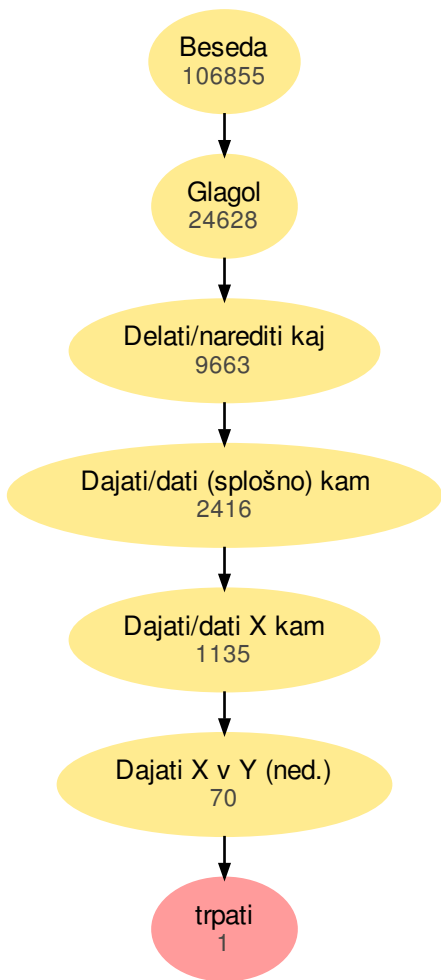 Beseda
106855
Glagol
24628
Delati/narediti kaj
9663
Dajati/dati (splošno) kam
2416
Dajati/dati X kam
1135
Dajati X v Y (ned.)
70
trpati
1